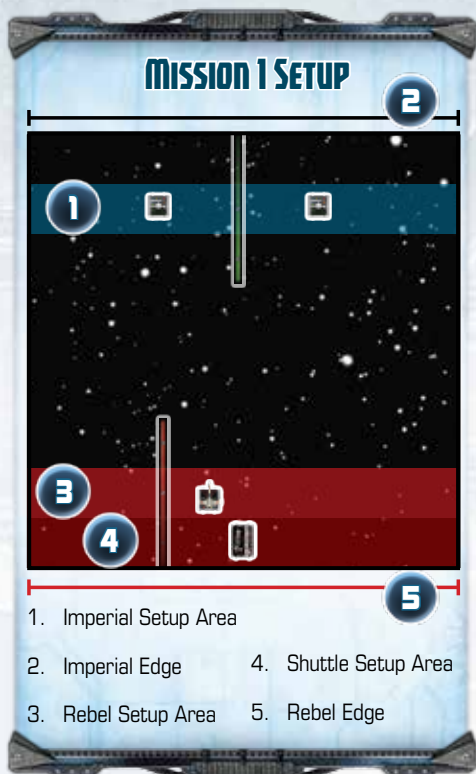 Mission 1 Setup
2
1
3
4
5
1. Imperial Setup Area
2. Imperial Edge
3. Rebel Setup Area
4. Shuttle Setup Area
5. Rebel Edge